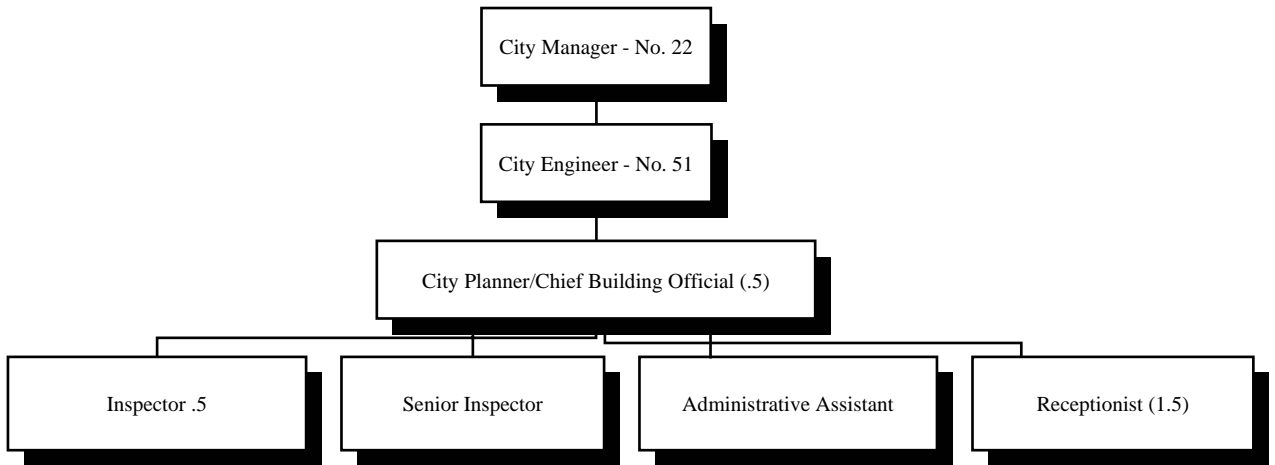 City Manager - No. 22
City Engineer - No. 51
City Planner/Chief Building Official (.5)
Inspector .5
Senior Inspector
Administrative Assistant
Receptionist (1.5)